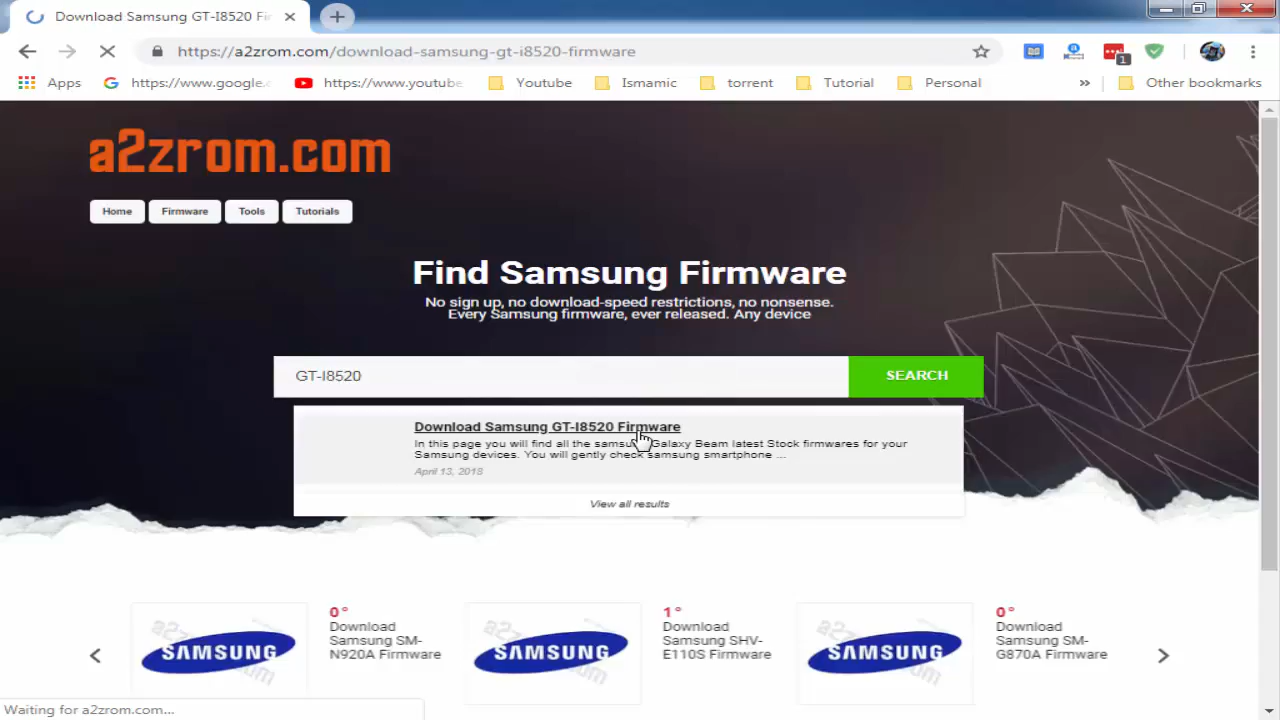 Download Samsung GT-I8520 Fir
https://a2zrom.com/download-samsung-gt-i8520-firmware
1
Apps
https://www.google.c
https://www.youtube
Youtube
Ismamic
torrent
Tutorial
Personal
»
Other bookmarks
a2zrom.com
Home
Firmware
Tools
Tutorials
Find Samsung Firmware
No sign up, no download-speed restrictions, no nonsense.
Every Samsung firmware, ever released. Any device
GT-I8520
SEARCH
Download Samsung GT-I8520 Firmware
In this page you will find all the samsung Galaxy Beam latest Stock firmwares for your
Samsung devices. You will gently check samsung smartphone ...
April 13, 2018
View all results
a2zrom
SAMSUNG
0°
Download
Samsung SM-
N920A Firmware
a2zrom
SAMSUNG
1°
Download
Samsung SHV-
E110S Firmware
a2zrom
SAMSUNG
0°
Download
Samsung SM-
G870A Firmware
Waiting for a2zrom.com...